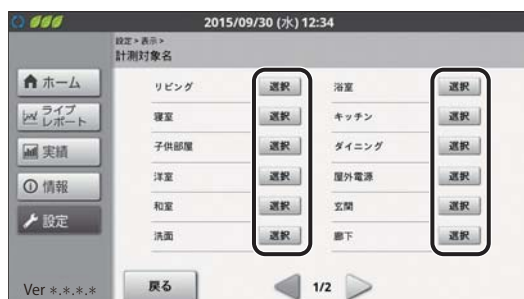 2015/09/30 (水) 12:34
設定 > 表示 >
計測対象名
ホーム
ライブ
レポート
実績
情報
設定
Ver *.*.*.*
リビング 選択 浴室 選択
寝室 選択 キッチン 選択
子供部屋 選択 ダイニング 選択
洋室 選択 屋外電源 選択
和室 選択 玄関 選択
洗面 選択 廊下 選択
戻る 1/2